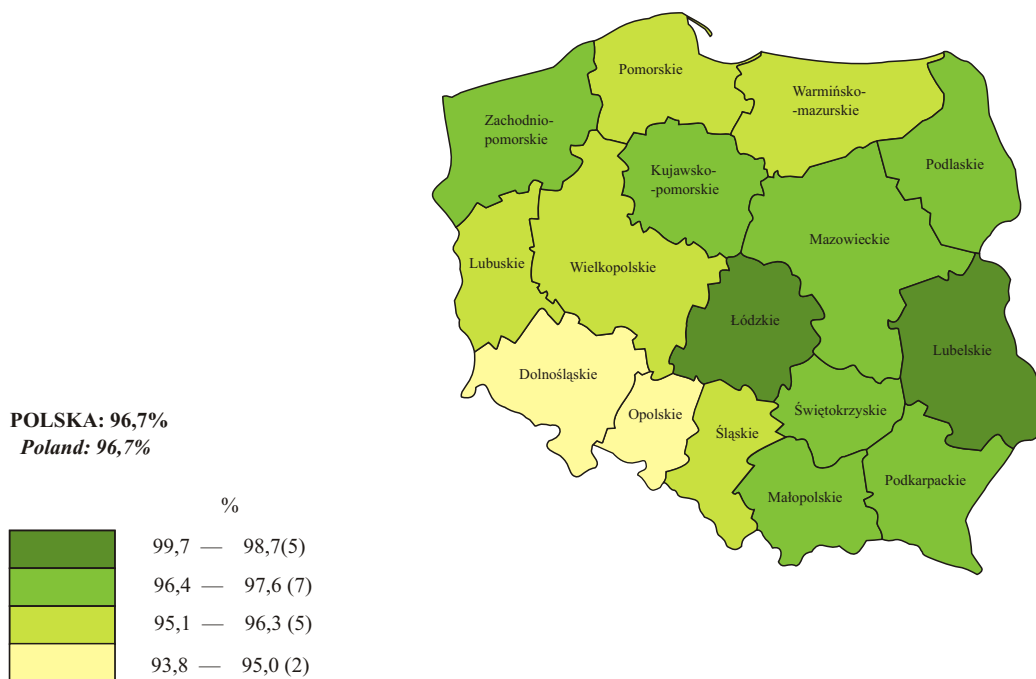 Pomorskie
Warmińsko-
-mazurskie
Zachodnio-
pomorskie
Podlaskie
Kujawsko-
-pomorskie
Mazowieckie
Lubuskie
Wielkopolskie
Łódzkie
Lubelskie
Dolnośląskie
Opolskie
Świętokrzyskie
Śląskie
Podkarpackie
Małopolskie
POLSKA: 96,7%
Poland: 96,7%
%
99,7 — 98,7(5)
96,4 — 97,6 (7)
95,1 — 96,3 (5)
93,8 — 95,0 (2)